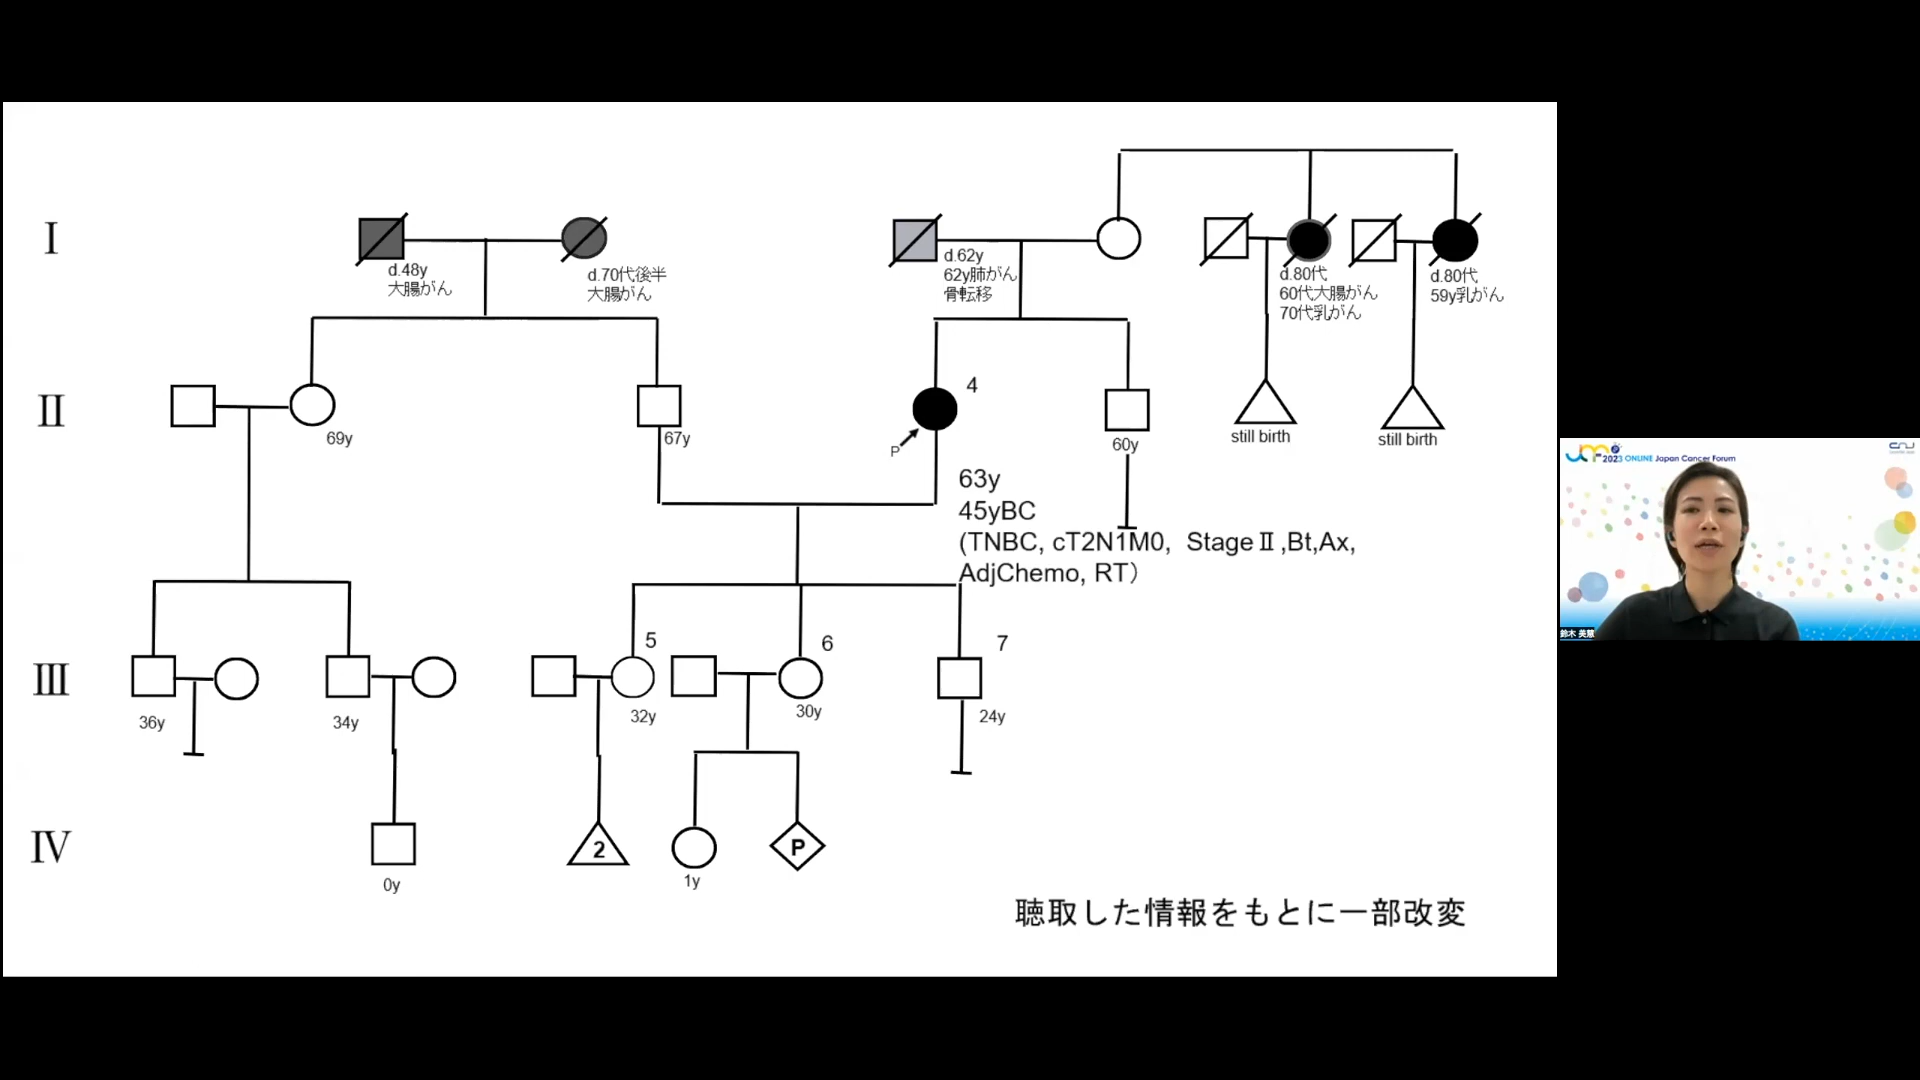 I
d.48y
大腸がん
d.70代後半
大腸がん
d.62y
62y肺がん
骨転移
d.80代
60代大腸がん
70代乳がん
d.80代
59y乳がん
II
69y
67y
4
P
60y
still birth
still birth
63y
45yBC
(TNBC, cT2N1M0, StageⅡ,Bt,Ax,
AdjChemo, RT)
III
36y
34y
5
32y
6
30y
7
24y
IV
0y
2
1y
P
聴取した情報をもとに一部改変
2023 ONLINE Japan Cancer Forum
鈴木 美慧